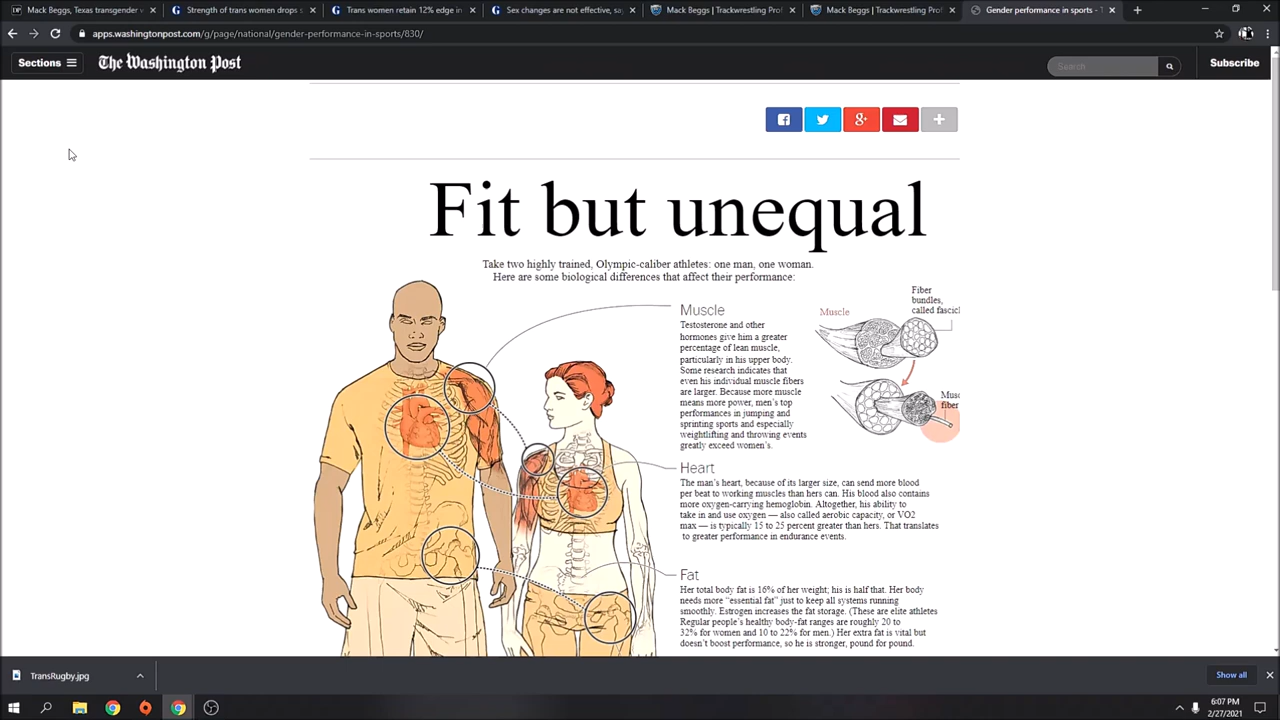 Mack Beggs, Texas transgender w
Strength of trans women drops s
Trans women retain 12% edge in
Sex changes are not effective, say
Mack Beggs | Trackwrestling Prof
Mack Beggs | Trackwrestling Prof
Gender performance in sports - T
apps.washingtonpost.com/g/page/national/gender-performance-in-sports/830/
Sections
The Washington Post
Search
Subscribe
Fit but unequal
Take two highly trained, Olympic-caliber athletes: one man, one woman.
Here are some biological differences that affect their performance:
Muscle
Testosterone and other
hormones give him a greater
percentage of lean muscle,
particularly in his upper body.
Some research indicates that
even his individual muscle fibers
are larger. Because more muscle
means more power, men's top
performances in jumping and
sprinting sports and especially
weightlifting and throwing events
greatly exceed women's.
Muscle
Fiber
bundles,
called fascicl
Musc
fiber
Heart
The man's heart, because of its larger size, can send more blood
per beat to working muscles than hers can. His blood also contains
more oxygen-carrying hemoglobin. Altogether, his ability to
take in and use oxygen — also called aerobic capacity, or VO2
max — is typically 15 to 25 percent greater than hers. That translates
to greater performance in endurance events.
Fat
Her total body fat is 16% of her weight; his is half that. Her body
needs more "essential fat" just to keep all systems running
smoothly. Estrogen increases the fat storage. (These are elite athletes
Regular people's healthy body-fat ranges are roughly 20 to
32% for women and 10 to 22% for men.) Her extra fat is vital but
doesn't boost performance, so he is stronger, pound for pound.
TransRugby.jpg
Show all
6:07 PM
2/27/2021